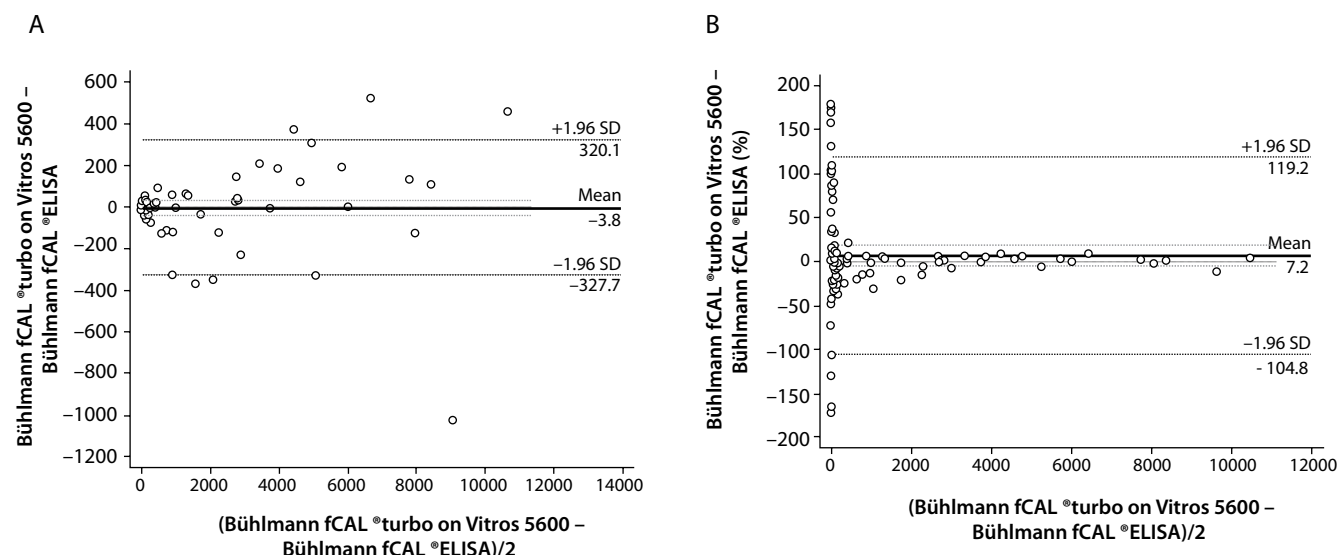 A
Bühlmann fCAL ®turbo on Vitros 5600 –
Bühlmann fCAL ®ELISA
600
400
200
0
−200
−400
−600
−800
−1000
−1200
+1.96 SD
320.1
Mean
−3.8
−1.96 SD
−327.7
0 2000 4000 6000 8000 10000 12000 14000
(Bühlmann fCAL ®turbo on Vitros 5600 –
Bühlmann fCAL ®ELISA)/2
B
Bühlmann fCAL ®turbo on Vitros 5600 –
Bühlmann fCAL ®ELISA (%)
200
150
100
50
0
−50
−100
−150
−200
+1.96 SD
119.2
Mean
7.2
−1.96 SD
- 104.8
0 2000 4000 6000 8000 10000 12000
(Bühlmann fCAL ®turbo on Vitros 5600 –
Bühlmann fCAL ®ELISA)/2